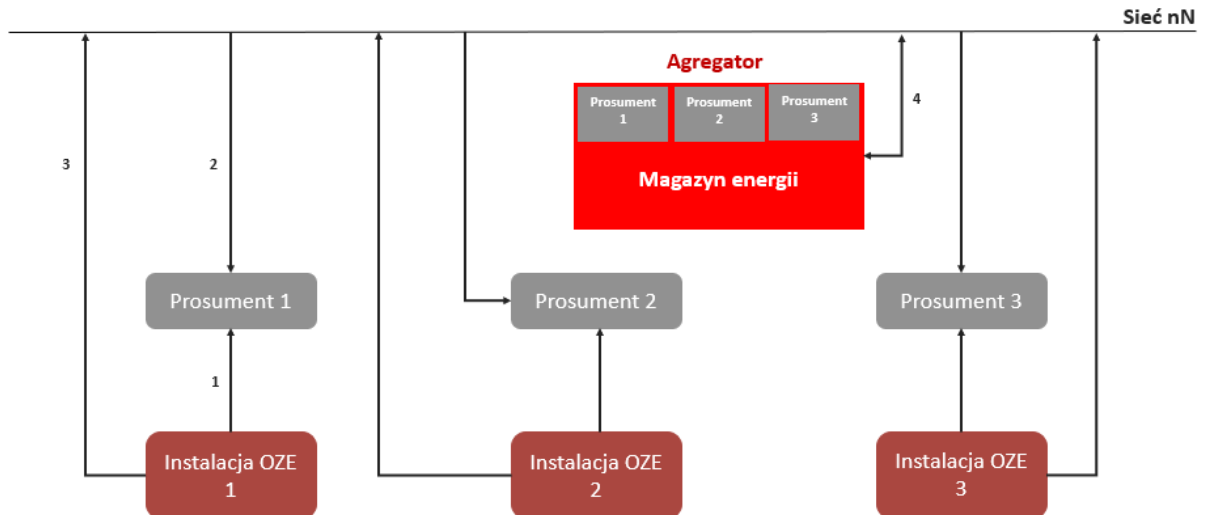 Sieć nN
Agregator
Prosument
1
Prosument
2
Prosument
3
4
3
2
Magazyn energii
Prosument 1
Prosument 2
Prosument 3
1
Instalacja OZE
1
Instalacja OZE
2
Instalacja OZE
3